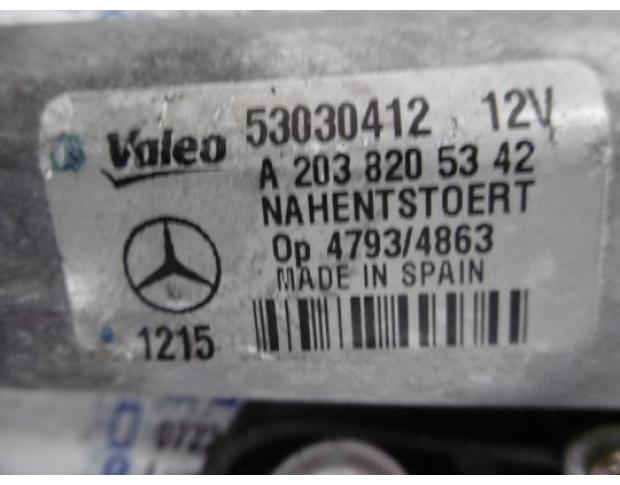 Valeo 53030412 12V
A 203 820 53 42
NAHENTSTOERT
Op 4793/4863
MADE IN SPAIN
1215